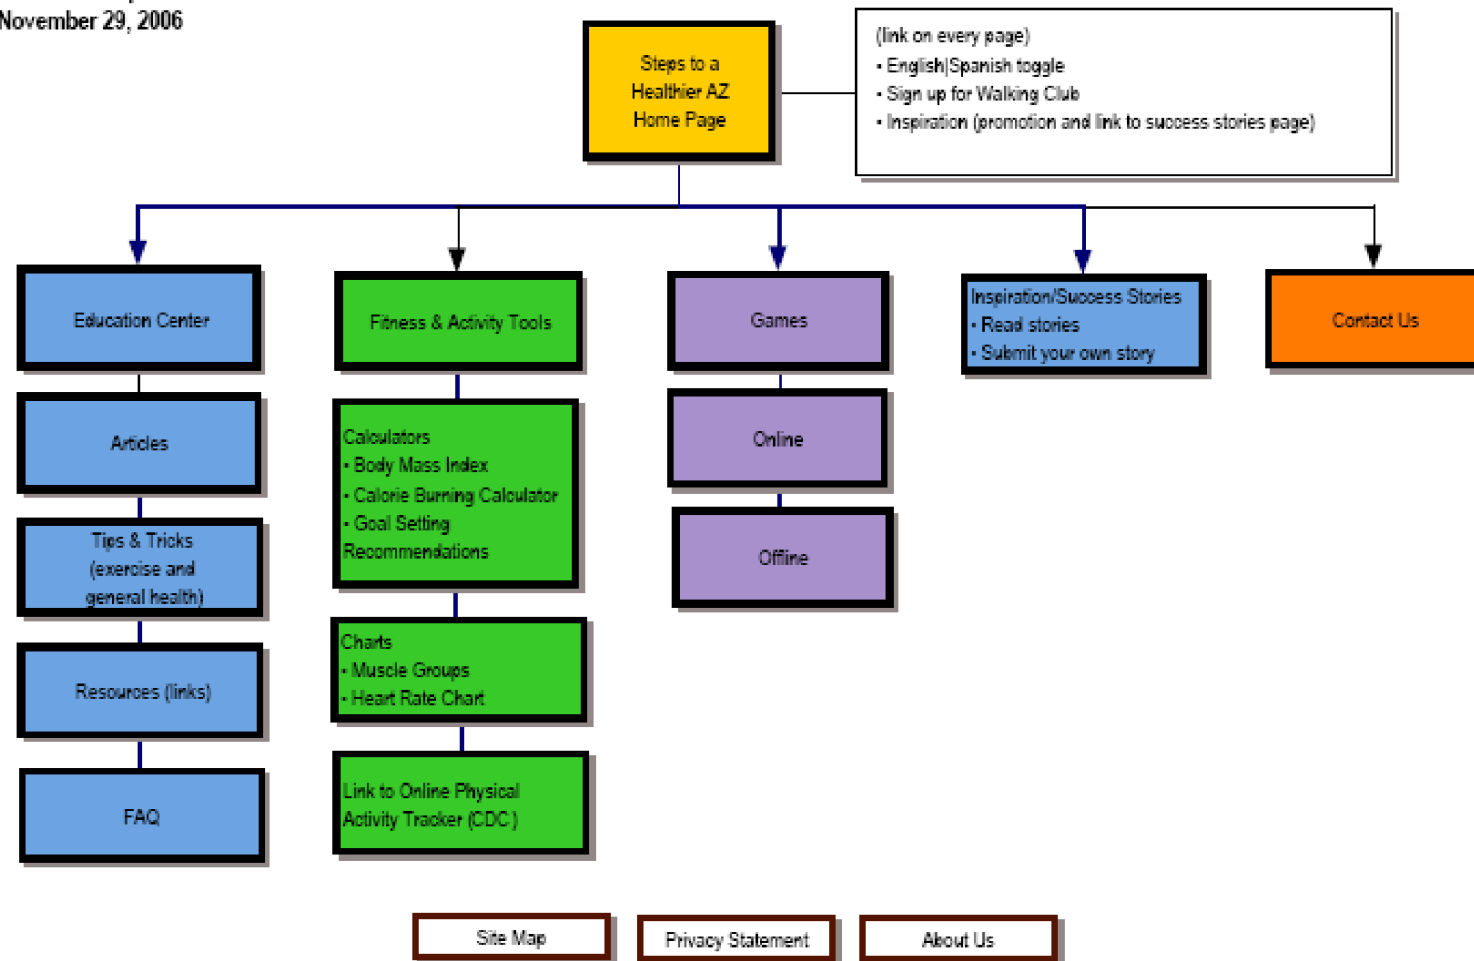 November 29, 2006
Steps to a
Healthier AZ
Home Page
(link on every page)
• English|Spanish toggle
• Sign up for Walking Club
• Inspiration (promotion and link to success stories page)
Education Center
Articles
Tips & Tricks
(exercise and
general health)
Resources (links)
FAQ
Fitness & Activity Tools
Calculators
• Body Mass Index
• Calorie Burning Calculator
• Goal Setting
Recommendations
Charts
• Muscle Groups
• Heart Rate Chart
Link to Online Physical
Activity Tracker (CDC)
Games
Online
Offline
Inspiration/Success Stories
• Read stories
• Submit your own story
Contact Us
Site Map
Privacy Statement
About Us